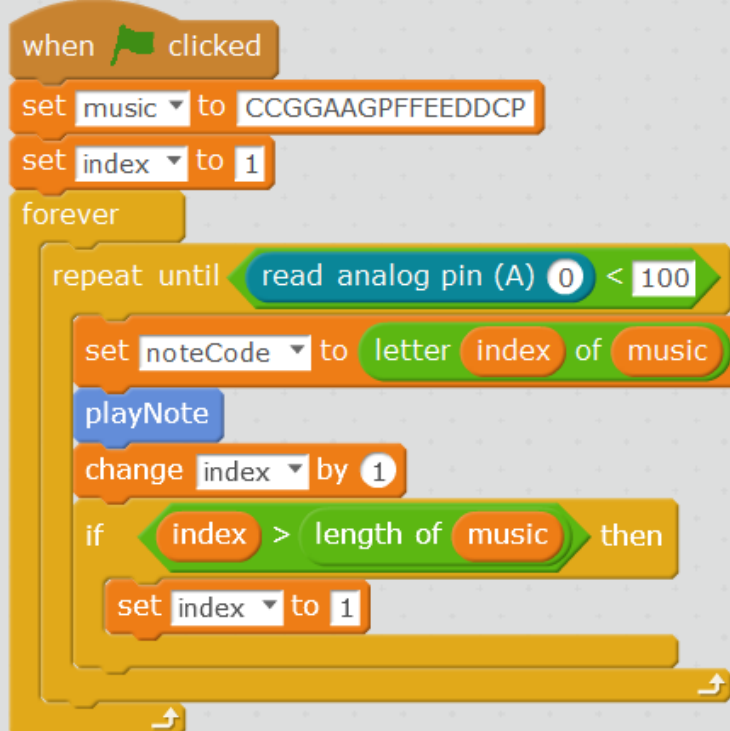 when clicked
set music to CCGGAAGPFFEEDDCP
set index to 1
forever
repeat until read analog pin (A) 0 < 100
set noteCode to letter index of music
playNote
change index by 1
if index > length of music then
set index to 1